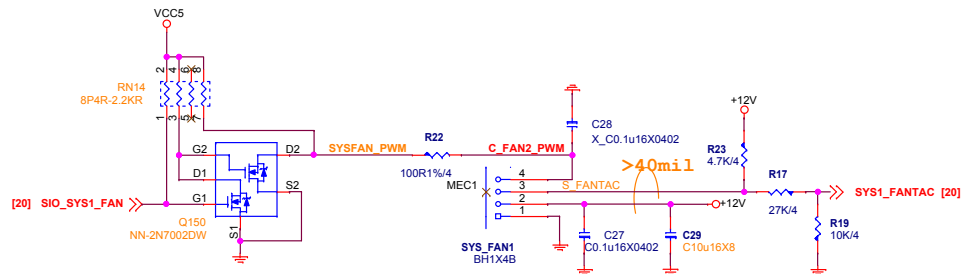 VCC5
2
4
6
8
RN14
8P4R-2.2KR
1
3
5
7
G2
D2
D1
S2
G1
S1
[20] SIO_SYS1_FAN
Q150
NN-2N7002DW
SYSFAN_PWM
R22
100R1%/4
C_FAN2_PWM
C28
X_C0.1u16X0402
MEC1
4
3
2
1
S_FANTAC
>40mil
+12V
+12V
R23
4.7K/4
R17
27K/4
SYS1_FANTAC [20]
R19
10K/4
SYS_FAN1
BH1X4B
C27
C0.1u16X0402
C29
C10u16X8